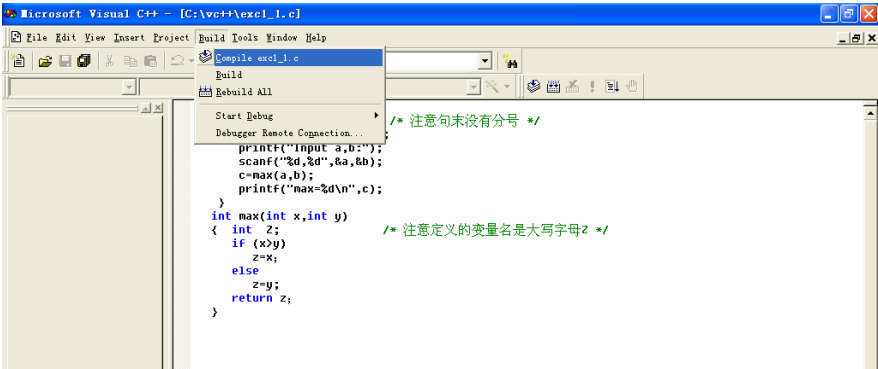 Microsoft Visual C++ - [C:\vc++\exc1_1.c]
File Edit View Insert Project Build Tools Window Help
Compile exc1_1.c
Build
Rebuild All
Start Debug
Debugger Remote Connection...
/* 注意句末没有分号 */
;
printf("Input a,b:");
scanf("%d,%d",&a,&b);
c=max(a,b);
printf("max=%d\n",c);
}
int max(int x,int y)
{ int Z; /* 注意定义的变量名是大写字母Z */
if (x>y)
z=x;
else
z=y;
return z;
}